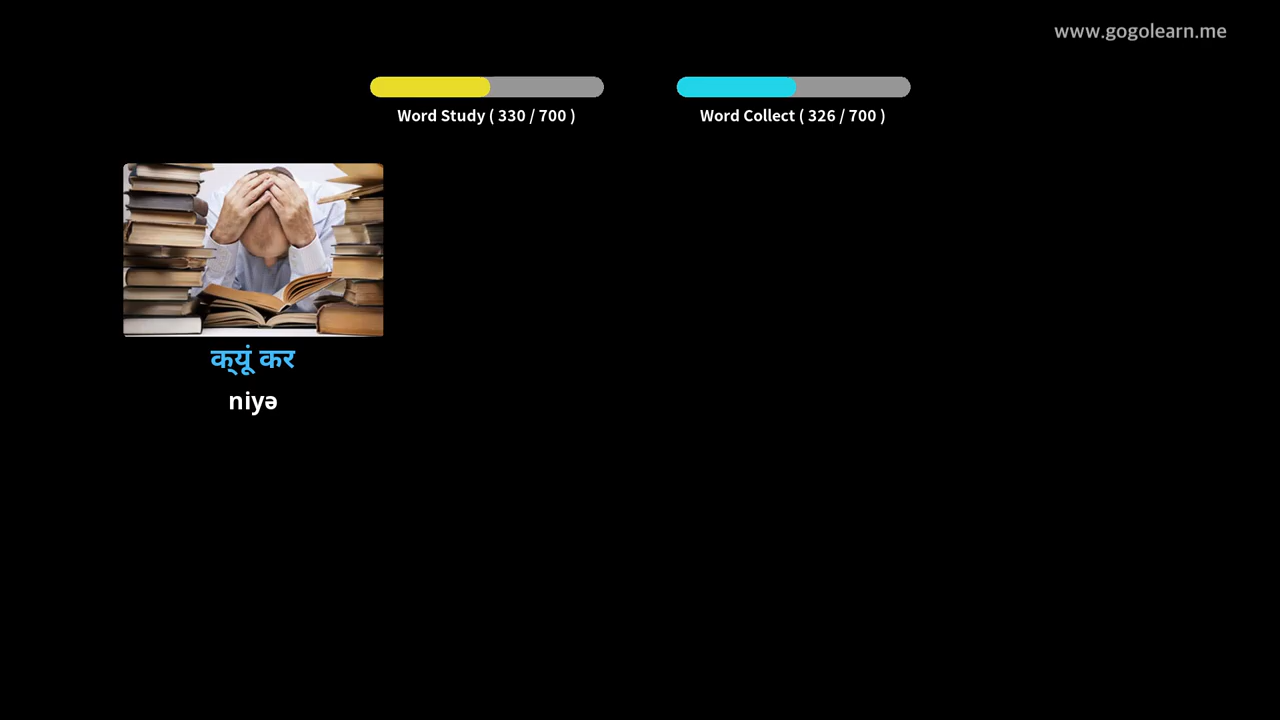 www.gogolearn.me
Word Study ( 330 / 700 )
Word Collect ( 326 / 700 )
क्यूं कर
niyə